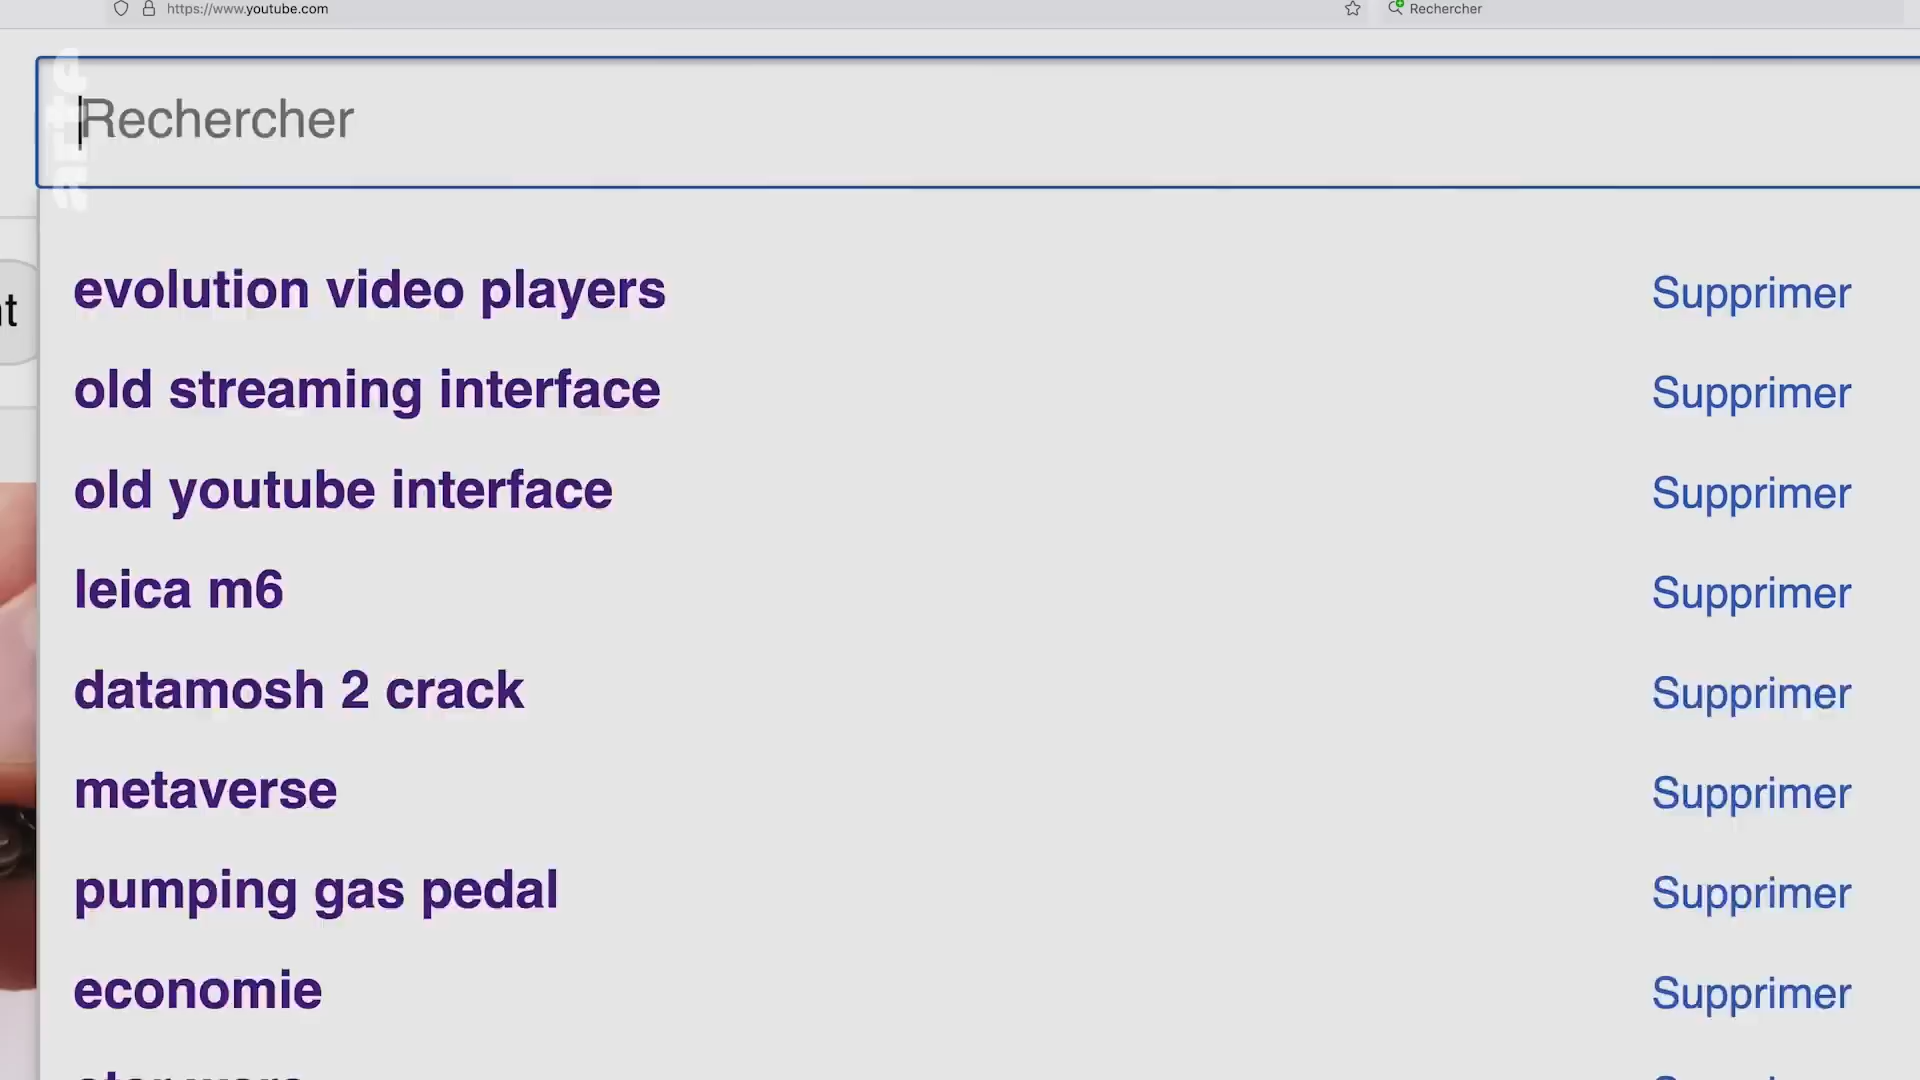 https://www.youtube.com
Rechercher
arte
Rechercher
evolution video players
Supprimer
old streaming interface
Supprimer
old youtube interface
Supprimer
leica m6
Supprimer
datamosh 2 crack
Supprimer
metaverse
Supprimer
pumping gas pedal
Supprimer
economie
Supprimer